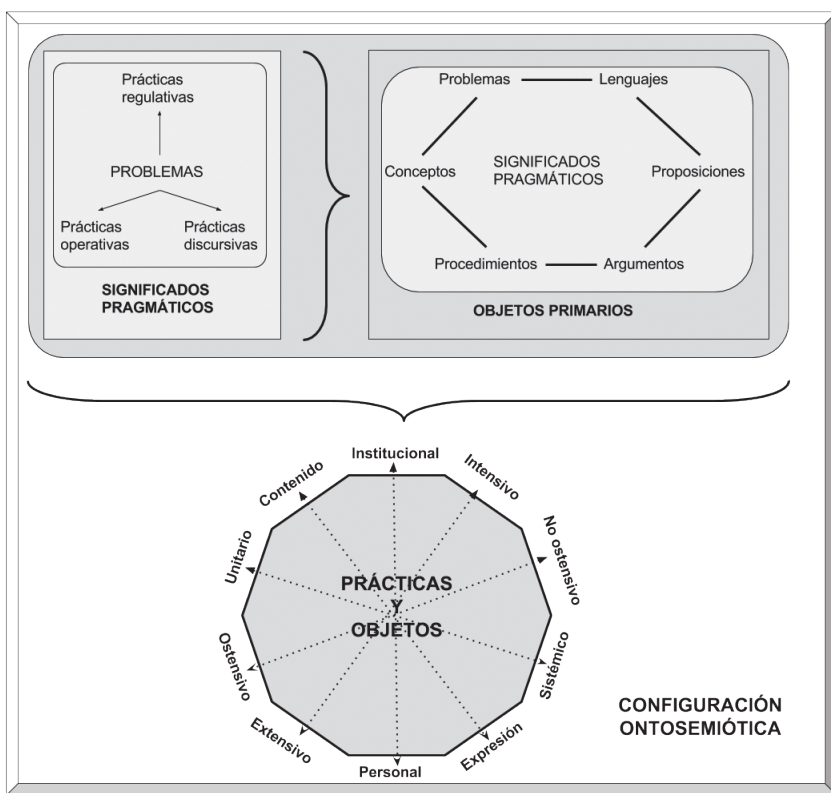 Prácticas
regulativas
PROBLEMAS
Prácticas
operativas
Prácticas
discursivas
SIGNIFICADOS
PRAGMÁTICOS
Problemas
Lenguajes
Conceptos
SIGNIFICADOS
PRAGMÁTICOS
Proposiciones
Procedimientos
Argumentos
OBJETOS PRIMARIOS
Institucional
Contenido
Intensivo
Unitario
No ostensivo
PRÁCTICAS
Y
OBJETOS
Ostensivo
Sistémico
Extensivo
Expresión
Personal
CONFIGURACIÓN
ONTOSEMIÓTICA